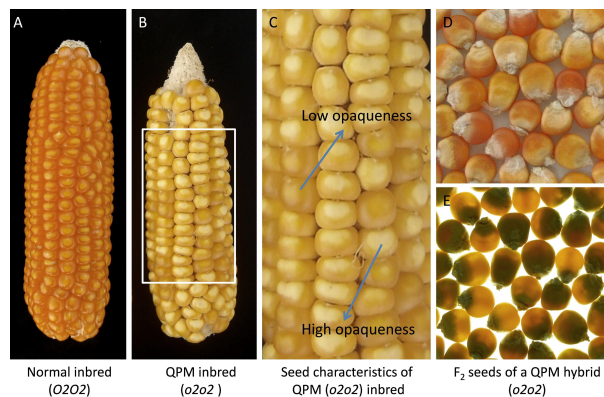 A
B
C
D
E
Low opaqueness
High opaqueness
Normal inbred
(O2O2)
QPM inbred
(o2o2 )
Seed characteristics of
QPM (o2o2) inbred
F₂ seeds of a QPM hybrid
(o2o2)